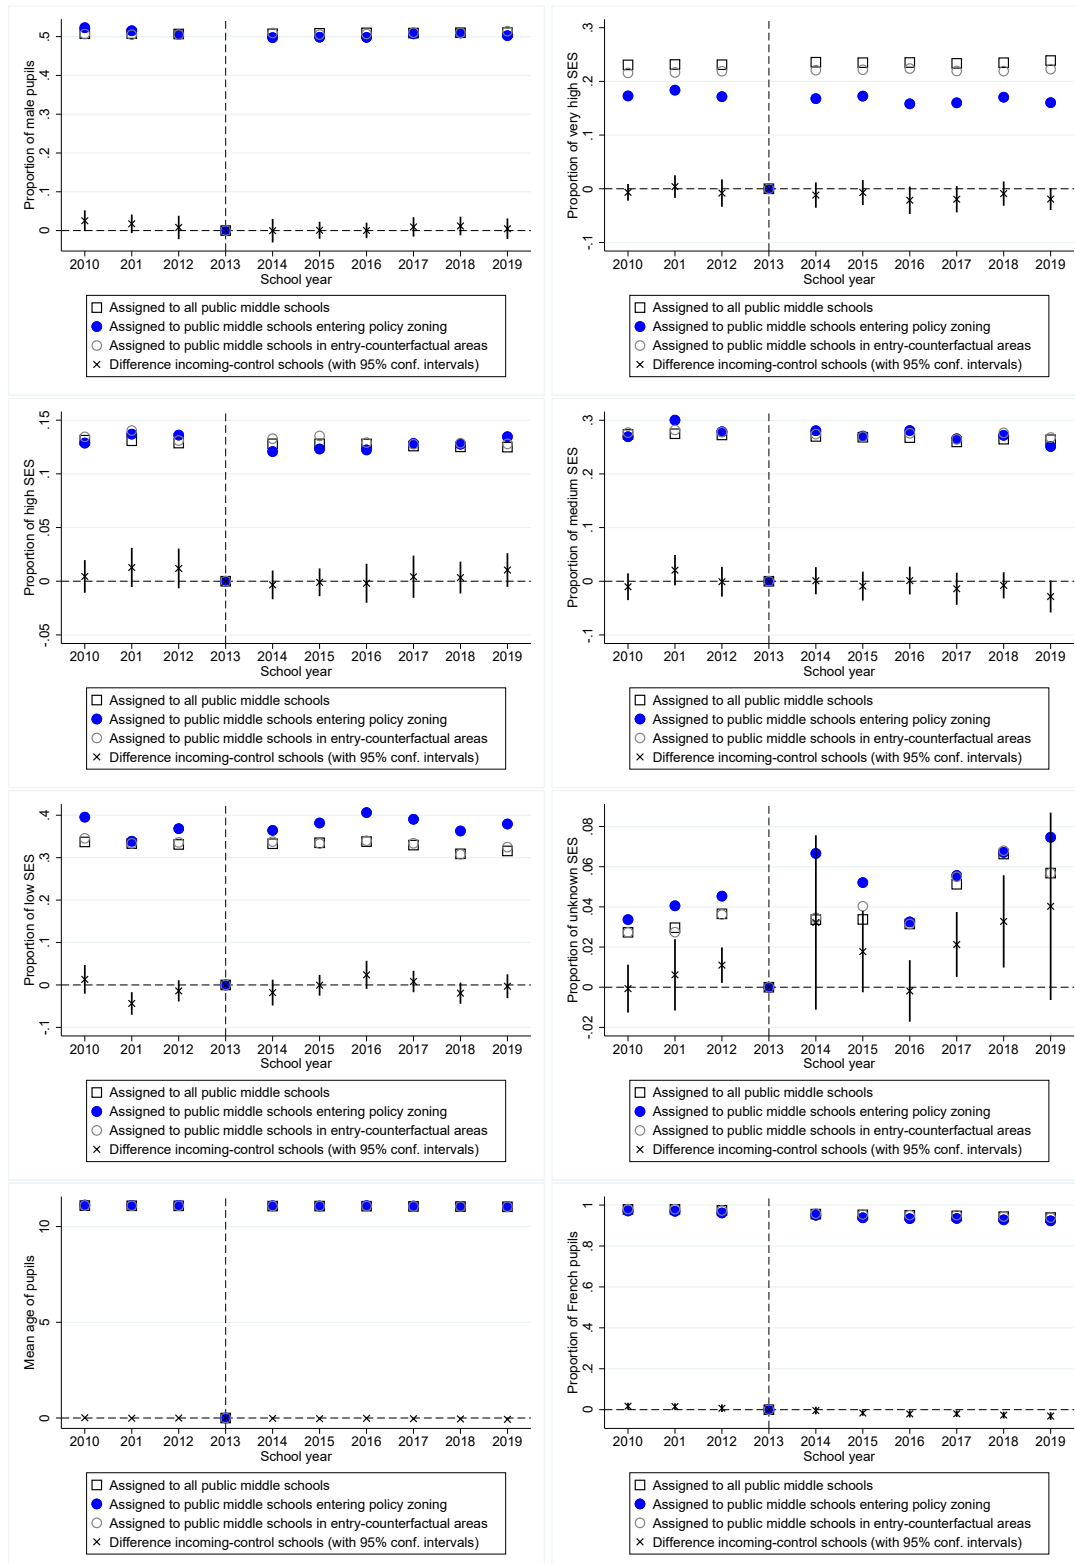 Proportion of male pupils
.5
.4
.3
.2
.1
0
2010 201 2012 2013 2014 2015 2016 2017 2018 2019
School year
Assigned to all public middle schools
Assigned to public middle schools entering policy zoning
Assigned to public middle schools in entry-counterfactual areas
Difference incoming-control schools (with 95% conf. intervals)
Proportion of very high SES
.3
.2
.1
0
-.1
2010 201 2012 2013 2014 2015 2016 2017 2018 2019
School year
Assigned to all public middle schools
Assigned to public middle schools entering policy zoning
Assigned to public middle schools in entry-counterfactual areas
Difference incoming-control schools (with 95% conf. intervals)
Proportion of high SES
.15
.1
.05
0
-.05
2010 201 2012 2013 2014 2015 2016 2017 2018 2019
School year
Assigned to all public middle schools
Assigned to public middle schools entering policy zoning
Assigned to public middle schools in entry-counterfactual areas
Difference incoming-control schools (with 95% conf. intervals)
Proportion of medium SES
.3
.2
.1
0
-.1
2010 201 2012 2013 2014 2015 2016 2017 2018 2019
School year
Assigned to all public middle schools
Assigned to public middle schools entering policy zoning
Assigned to public middle schools in entry-counterfactual areas
Difference incoming-control schools (with 95% conf. intervals)
Proportion of low SES
.4
.3
.2
.1
0
-.1
2010 201 2012 2013 2014 2015 2016 2017 2018 2019
School year
Assigned to all public middle schools
Assigned to public middle schools entering policy zoning
Assigned to public middle schools in entry-counterfactual areas
Difference incoming-control schools (with 95% conf. intervals)
Proportion of unknown SES
.08
.06
.04
.02
0
-.02
2010 201 2012 2013 2014 2015 2016 2017 2018 2019
School year
Assigned to all public middle schools
Assigned to public middle schools entering policy zoning
Assigned to public middle schools in entry-counterfactual areas
Difference incoming-control schools (with 95% conf. intervals)
Mean age of pupils
10
5
0
2010 201 2012 2013 2014 2015 2016 2017 2018 2019
School year
Assigned to all public middle schools
Assigned to public middle schools entering policy zoning
Assigned to public middle schools in entry-counterfactual areas
Difference incoming-control schools (with 95% conf. intervals)
Proportion of French pupils
1
.8
.6
.4
.2
0
2010 201 2012 2013 2014 2015 2016 2017 2018 2019
School year
Assigned to all public middle schools
Assigned to public middle schools entering policy zoning
Assigned to public middle schools in entry-counterfactual areas
Difference incoming-control schools (with 95% conf. intervals)